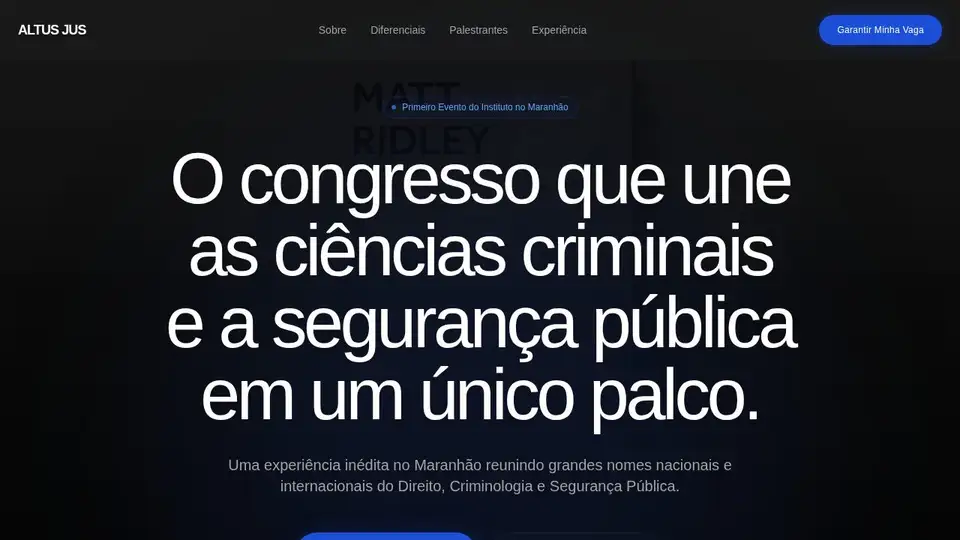 ALTUS JUS
Sobre
Diferenciais
Palestrantes
Experiência
Garantir Minha Vaga
MATT
RIDLEY
Primeiro Evento do Instituto no Maranhão
O congresso que une
as ciências criminais
e a segurança pública
em um único palco.
Uma experiência inédita no Maranhão reunindo grandes nomes nacionais e
internacionais do Direito, Criminologia e Segurança Pública.